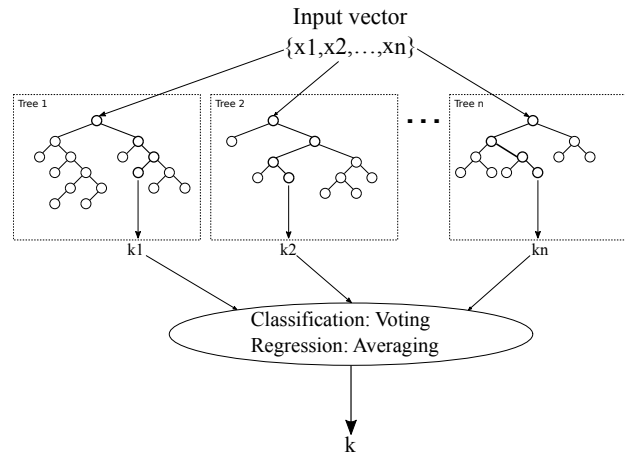 Input vector
{x1,x2,...,xn}
Tree 1
Tree 2
...
Tree n
k1
k2
kn
Classification: Voting
Regression: Averaging
k